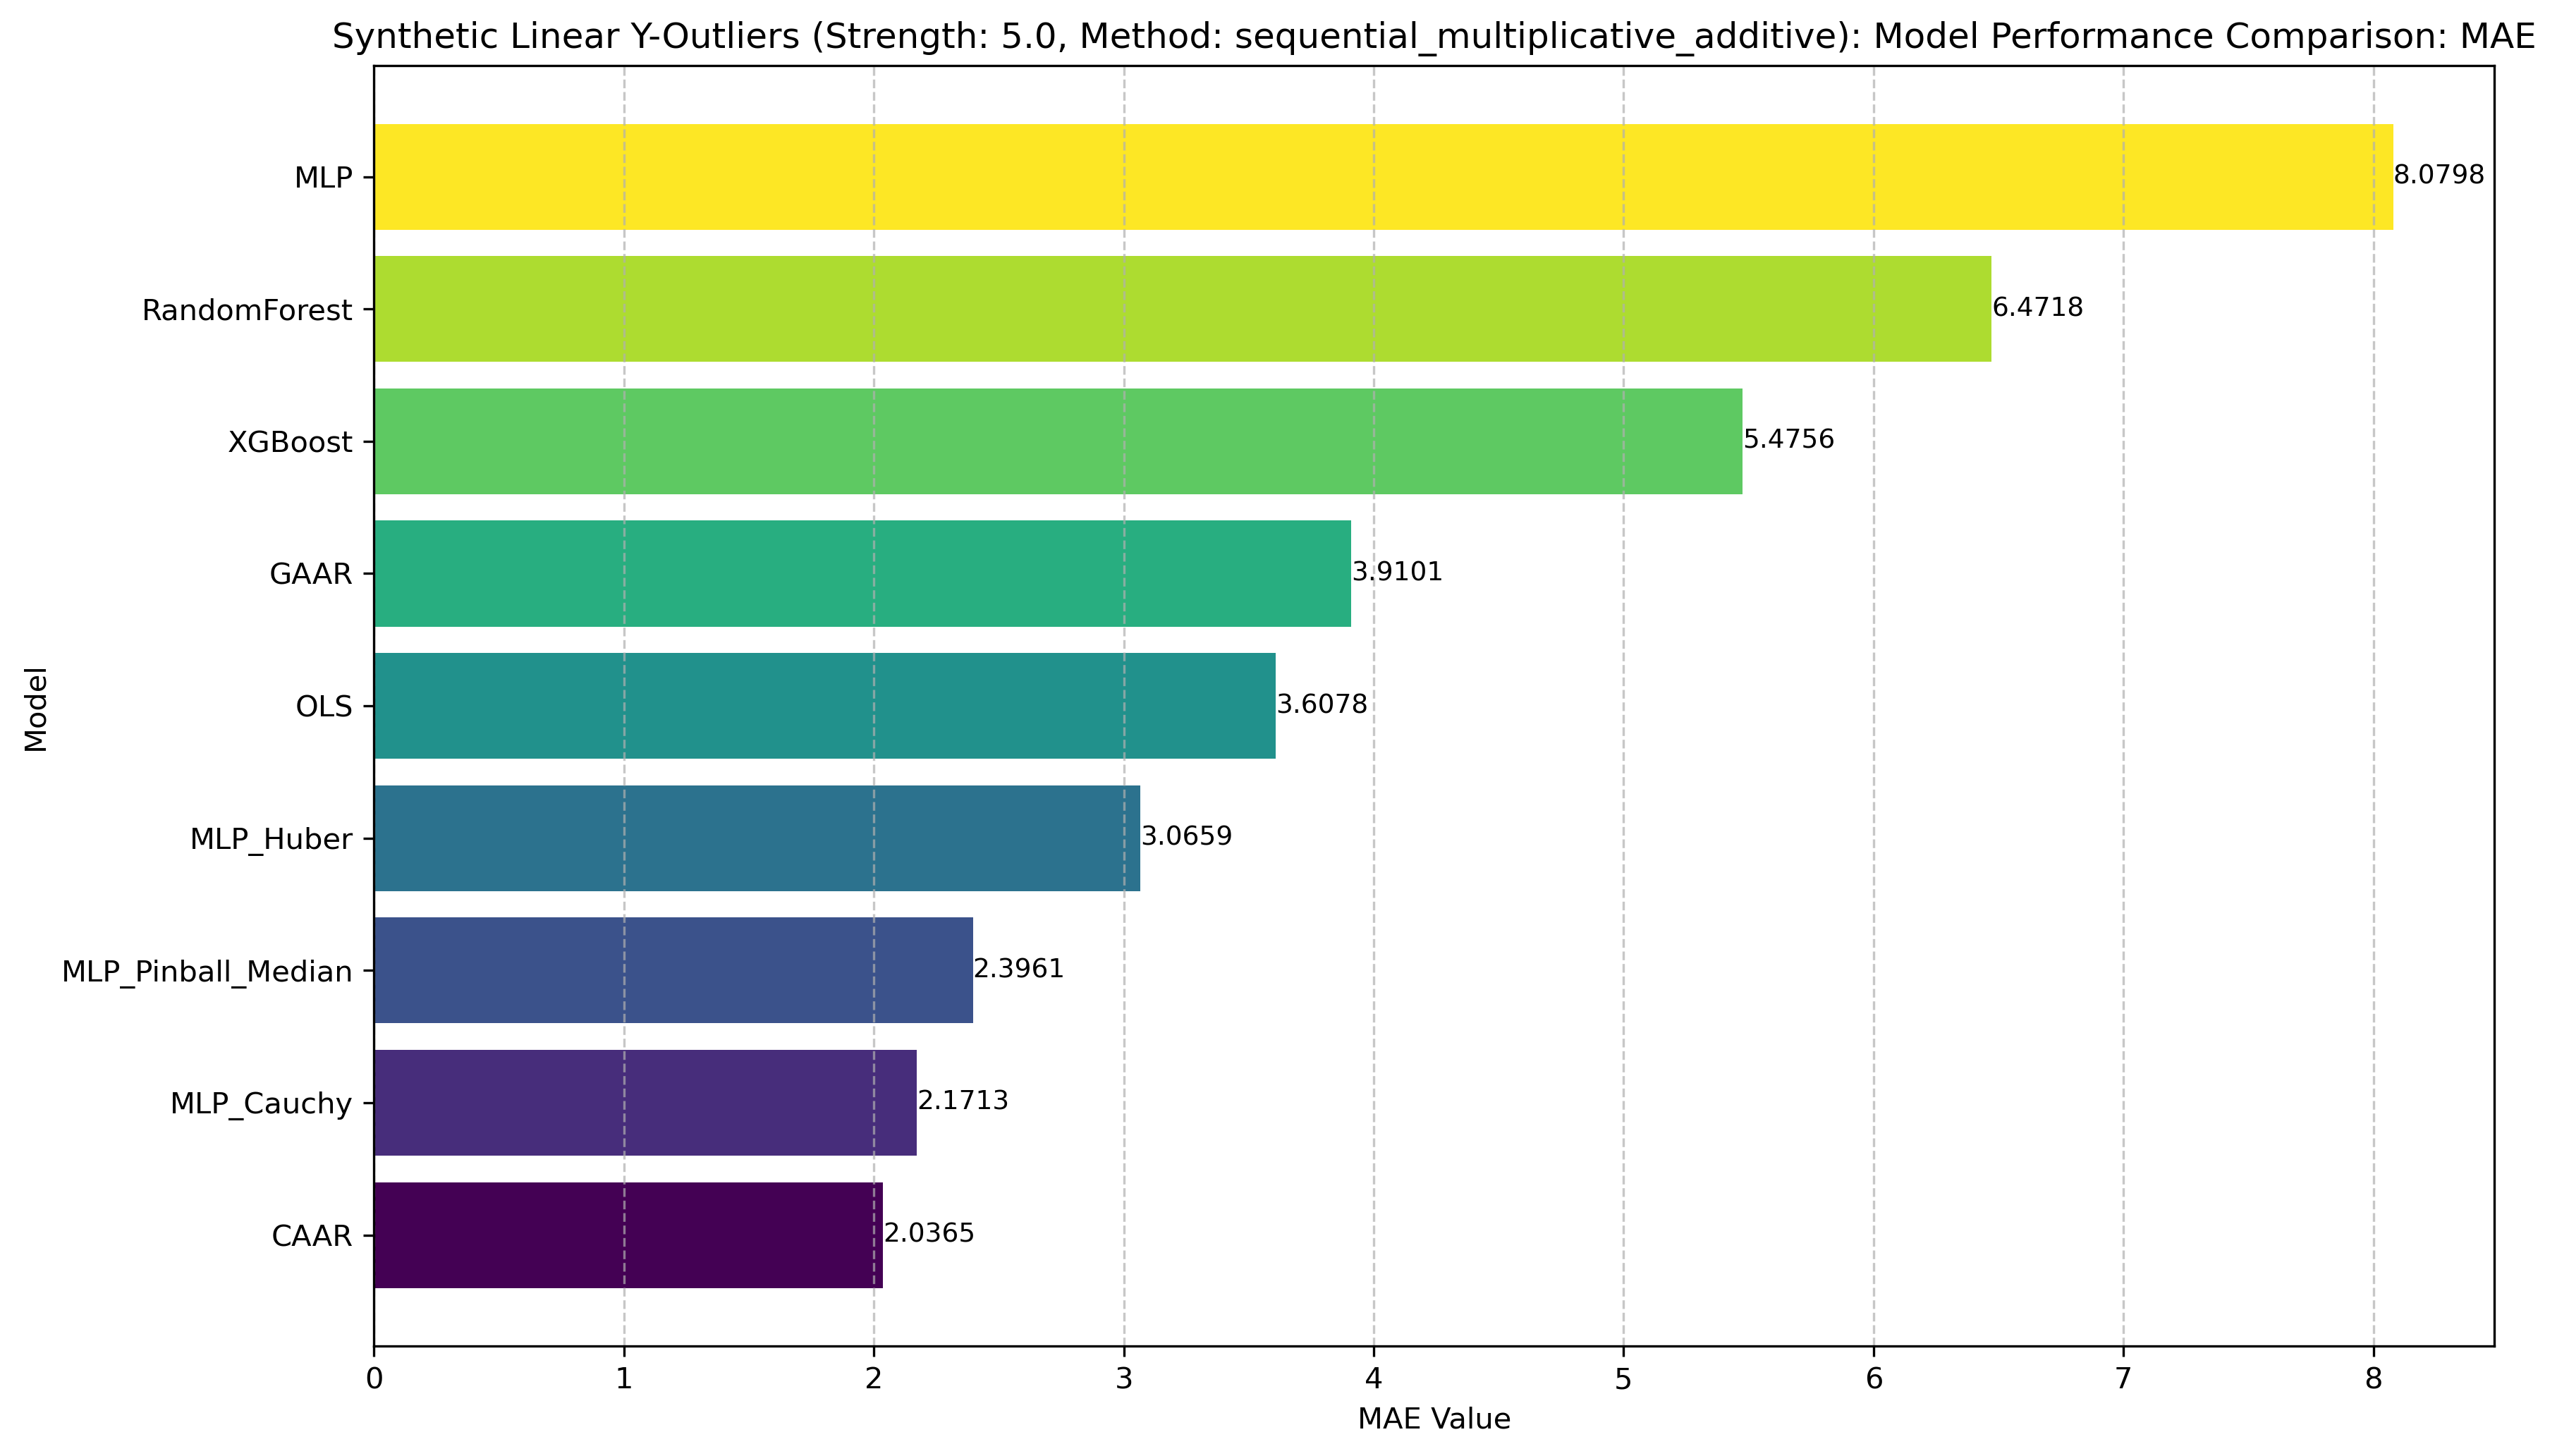 Synthetic Linear Y-Outliers (Strength: 5.0, Method: sequential_multiplicative_additive): Model Performance Comparison: MAE
Model
MLP 8.0798
RandomForest 6.4718
XGBoost 5.4756
GAAR 3.9101
OLS 3.6078
MLP_Huber 3.0659
MLP_Pinball_Median 2.3961
MLP_Cauchy 2.1713
CAAR 2.0365
0 1 2 3 4 5 6 7 8
MAE Value